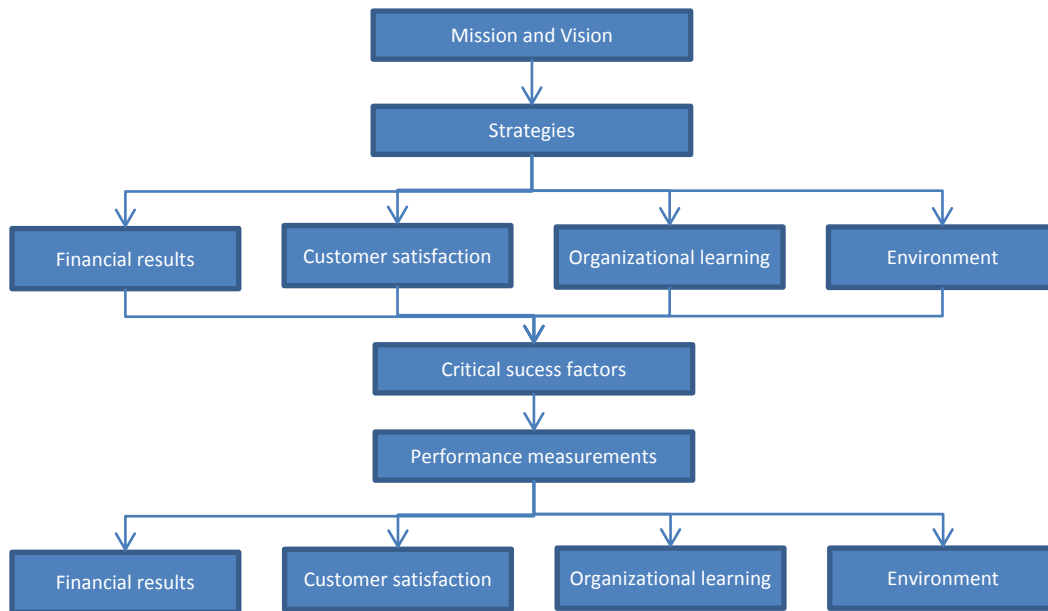 Mission and Vision
Strategies
Financial results
Customer satisfaction
Organizational learning
Environment
Critical sucess factors
Performance measurements
Financial results
Customer satisfaction
Organizational learning
Environment